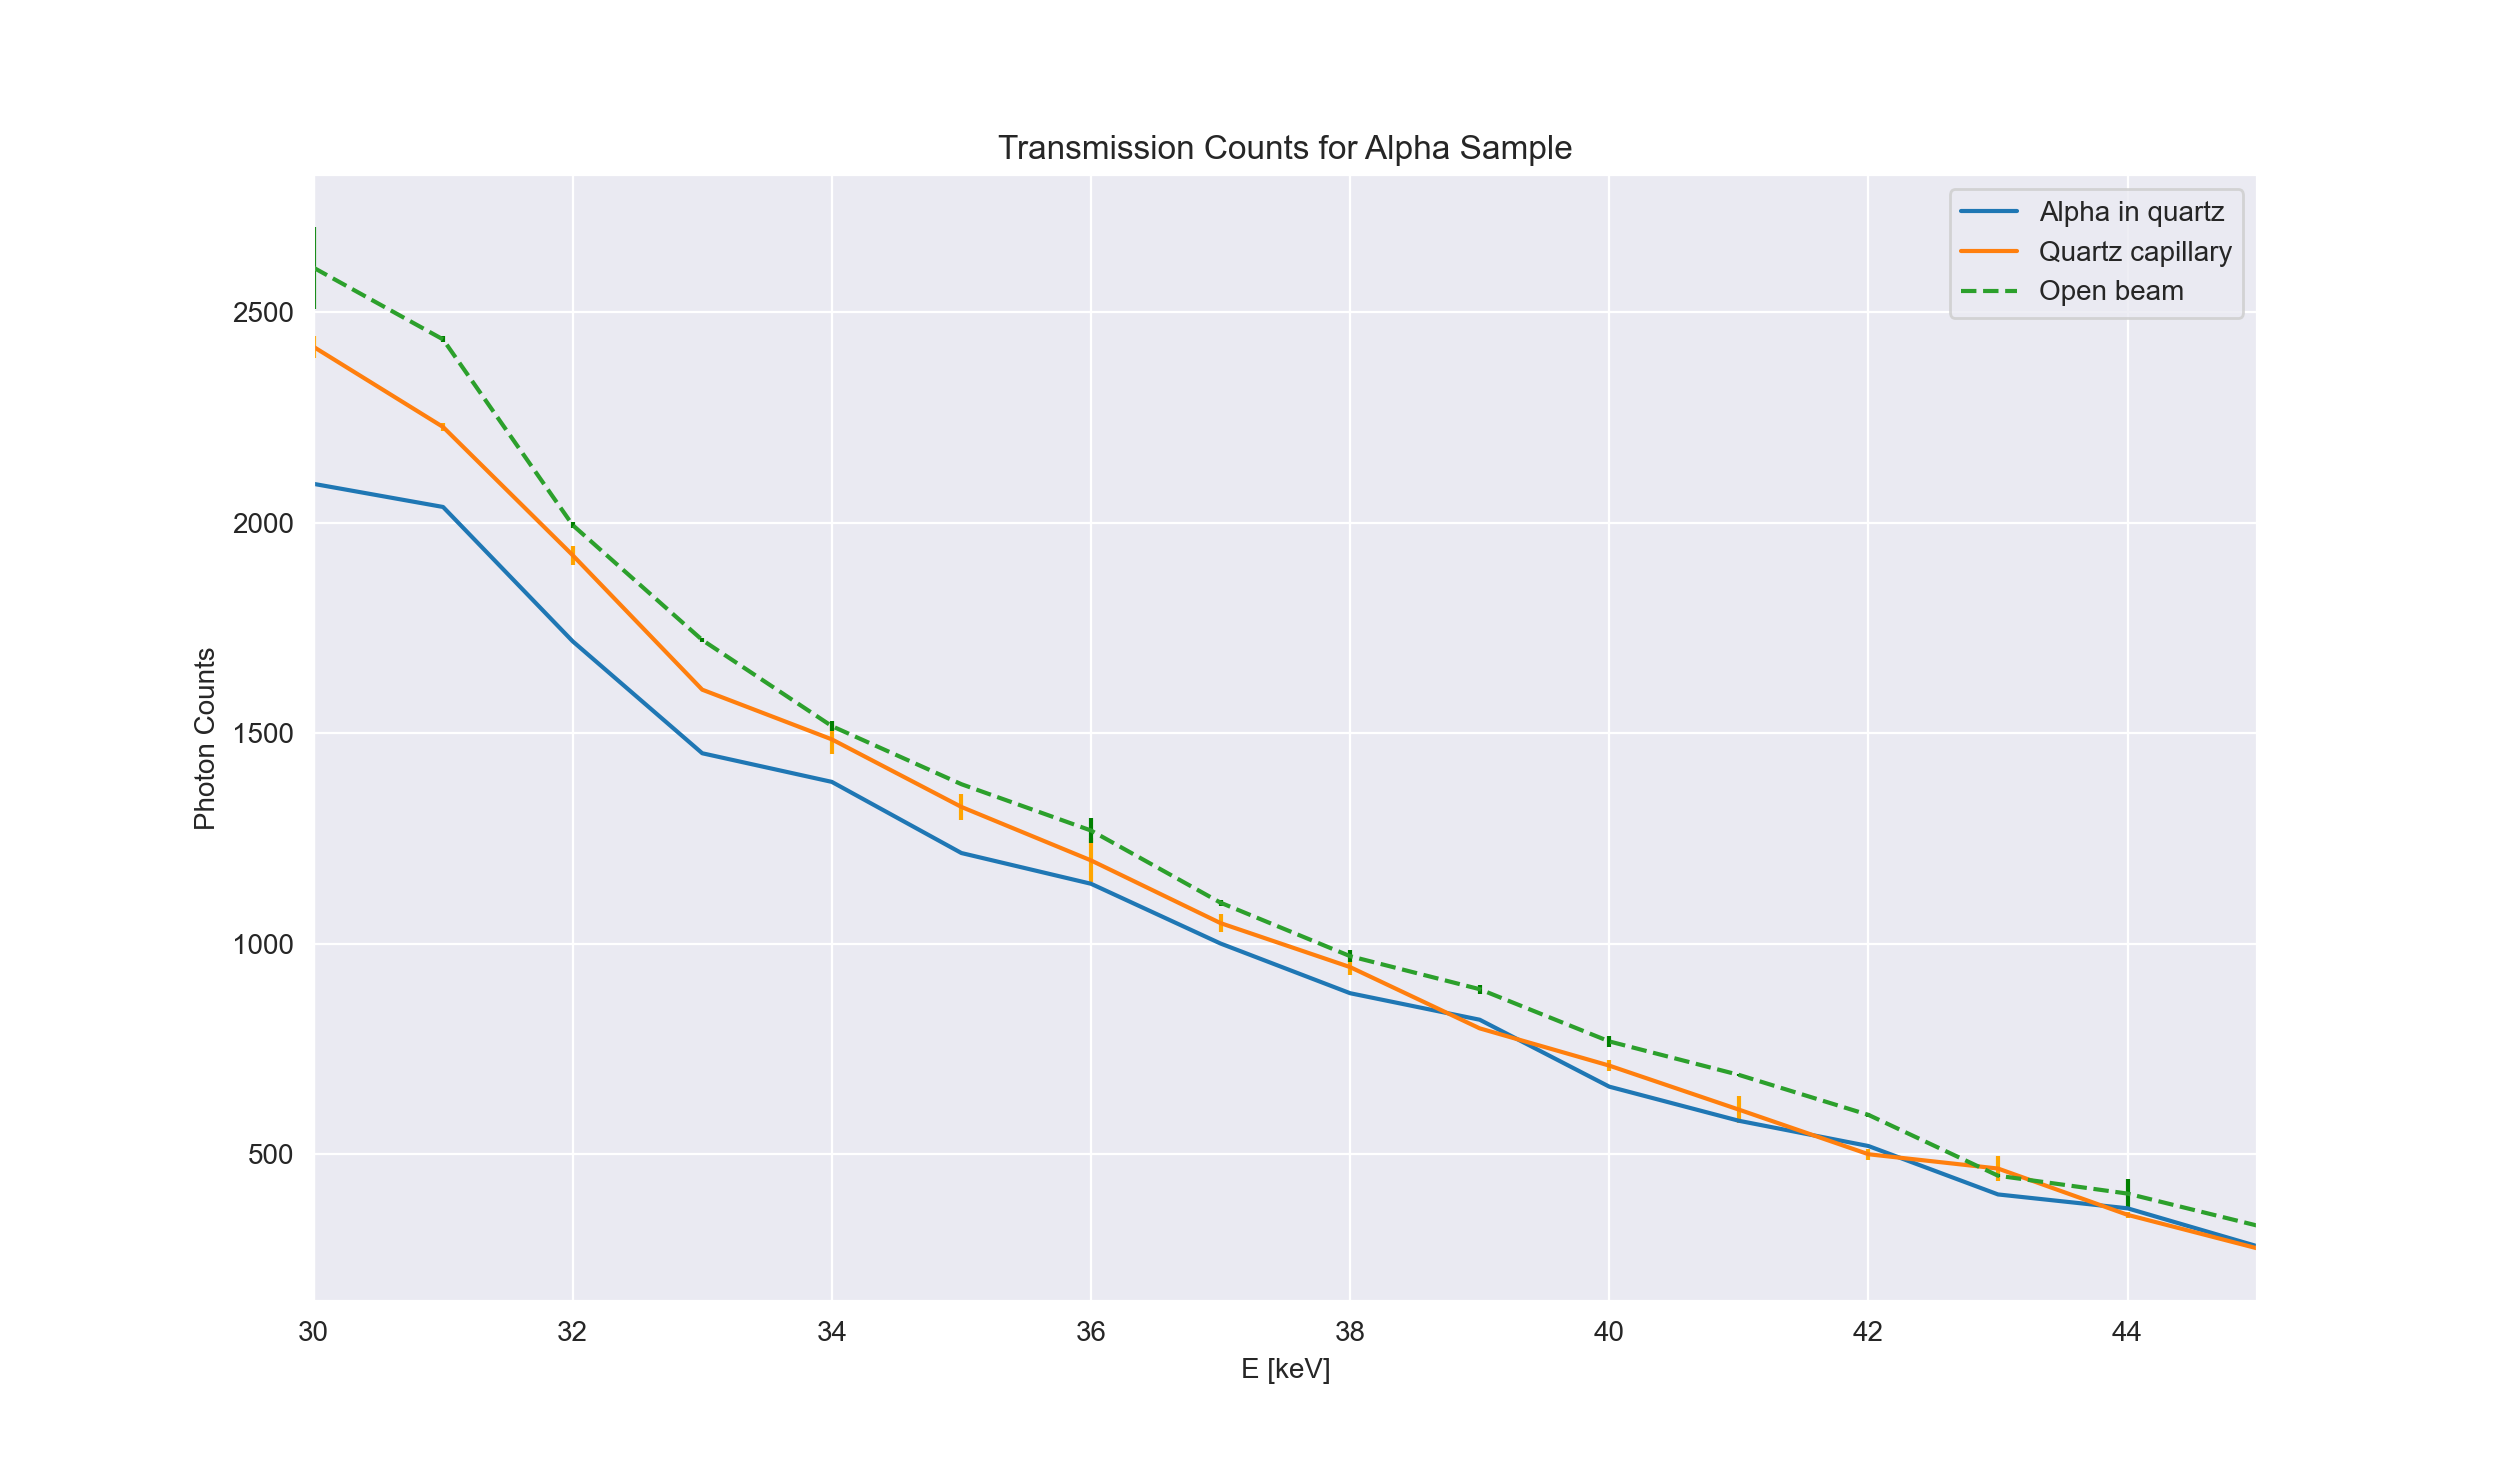 Transmission Counts for Alpha Sample
Alpha in quartz
Quartz capillary
Open beam
2500
2000
1500
1000
500
Photon Counts
30 32 34 36 38 40 42 44
E [keV]